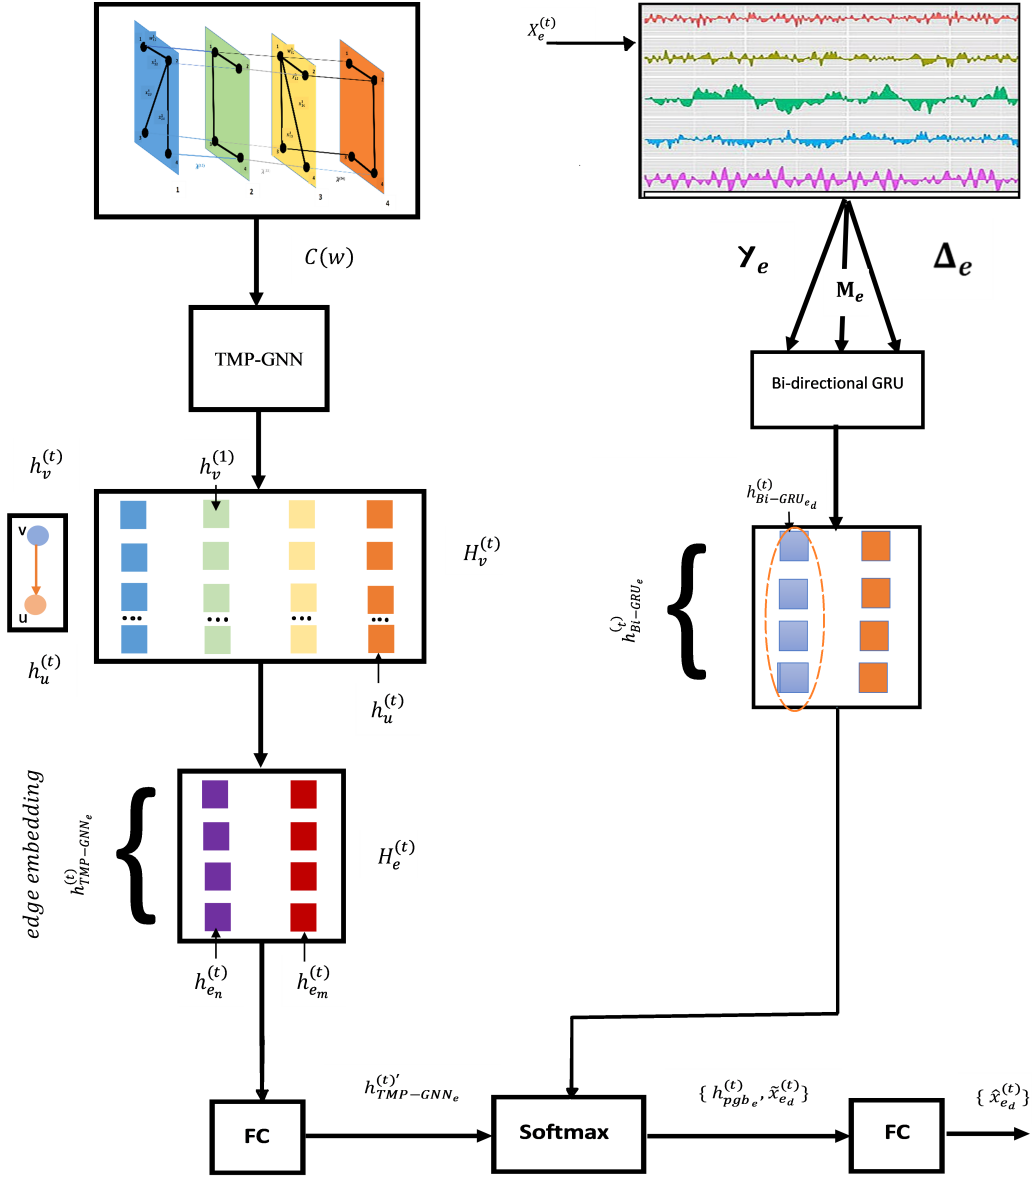 X_e^(t)
1
2
3
4
C(w)
y_e
M_e
Δ_e
TMP-GNN
Bi-directional GRU
h_v^(t)
h_v^(1)
h_{Bi-GRU_{e_d}}^(t)
v
u
H_v^(t)
h_{Bi-GRU_e}^(t)
h_u^(t)
h_u^(t)
edge embedding
h_{TMP-GNN_e}^(t)
H_e^(t)
h_{e_n}^(t)
h_{e_m}^(t)
h_{TMP-GNN_e}^(t)′
{ h_{pgb_e}^(t), x̃_{e_d}^(t)}
{ x̂_{e_d}^(t)}
FC
Softmax
FC